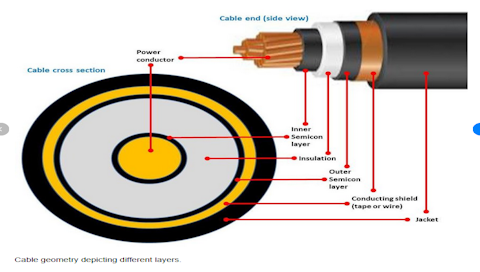 Cable end (side view)
Power
conductor
Cable cross section
Inner
Semicon
layer
Insulation
Outer
Semicon
layer
Conducting shield
(tape or wire)
Jacket
Cable geometry depicting different layers.